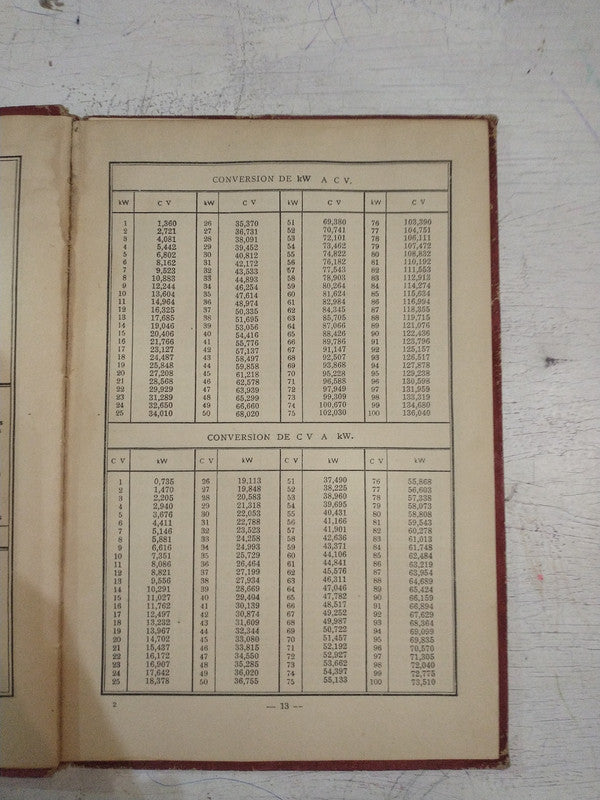 CONVERSION DE kW A C V.
kW C V kW C V kW C V kW C V
1 1,360 26 35,370 51 69,380 76 103,390
2 2,721 27 36,731 52 70,741 77 104,751
3 4,081 28 38,091 53 72,101 78 106,111
4 5,442 29 39,452 54 73,462 79 107,472
5 6,802 30 40,812 55 74,822 80 108,832
6 8,162 31 42,172 56 76,182 81 110,192
7 9,523 32 43,533 57 77,543 82 111,553
8 10,883 33 44,893 58 78,903 83 112,913
9 12,244 34 46,254 59 80,264 84 114,274
10 13,604 35 47,614 60 81,624 85 115,634
11 14,964 36 48,974 61 82,984 86 116,994
12 16,325 37 50,335 62 84,345 87 118,355
13 17,685 38 51,695 63 85,705 88 119,715
14 19,046 39 53,056 64 87,066 89 121,076
15 20,406 40 54,416 65 88,426 90 122,436
16 21,766 41 55,776 66 89,786 91 123,796
17 23,127 42 57,137 67 91,147 92 125,157
18 24,487 43 58,497 68 92,507 93 126,517
19 25,848 44 59,858 69 93,868 94 127,878
20 27,208 45 61,218 70 95,228 95 129,238
21 28,568 46 62,578 71 96,588 96 130,598
22 29,929 47 63,939 72 97,949 97 131,959
23 31,289 48 65,299 73 99,309 98 133,319
24 32,650 49 66,660 74 100,670 99 134,680
25 34,010 50 68,020 75 102,030 100 136,040
CONVERSION DE C V A kW.
C V kW C V kW C V kW C V kW
1 0,735 26 19,113 51 37,490 76 55,868
2 1,470 27 19,848 52 38,225 77 56,603
3 2,205 28 20,583 53 38,960 78 57,338
4 2,940 29 21,318 54 39,695 79 58,073
5 3,676 30 22,053 55 40,431 80 58,808
6 4,411 31 22,788 56 41,166 81 59,543
7 5,146 32 23,523 57 41,901 82 60,278
8 5,881 33 24,258 58 42,636 83 61,013
9 6,616 34 24,993 59 43,371 84 61,748
10 7,351 35 25,729 60 44,106 85 62,484
11 8,086 36 26,464 61 44,841 86 63,219
12 8,821 37 27,199 62 45,576 87 63,954
13 9,556 38 27,934 63 46,311 88 64,689
14 10,291 39 28,669 64 47,046 89 65,424
15 11,027 40 29,404 65 47,782 90 66,159
16 11,762 41 30,139 66 48,517 91 66,894
17 12,497 42 30,874 67 49,252 92 67,629
18 13,232 43 31,609 68 49,987 93 68,364
19 13,967 44 32,344 69 50,722 94 69,099
20 14,702 45 33,080 70 51,457 95 69,835
21 15,437 46 33,815 71 52,192 96 70,570
22 16,172 47 34,550 72 52,927 97 71,305
23 16,907 48 35,285 73 53,662 98 72,040
24 17,642 49 36,020 74 54,397 99 72,775
25 18,378 50 36,755 75 55,133 100 73,510
2
— 13 —